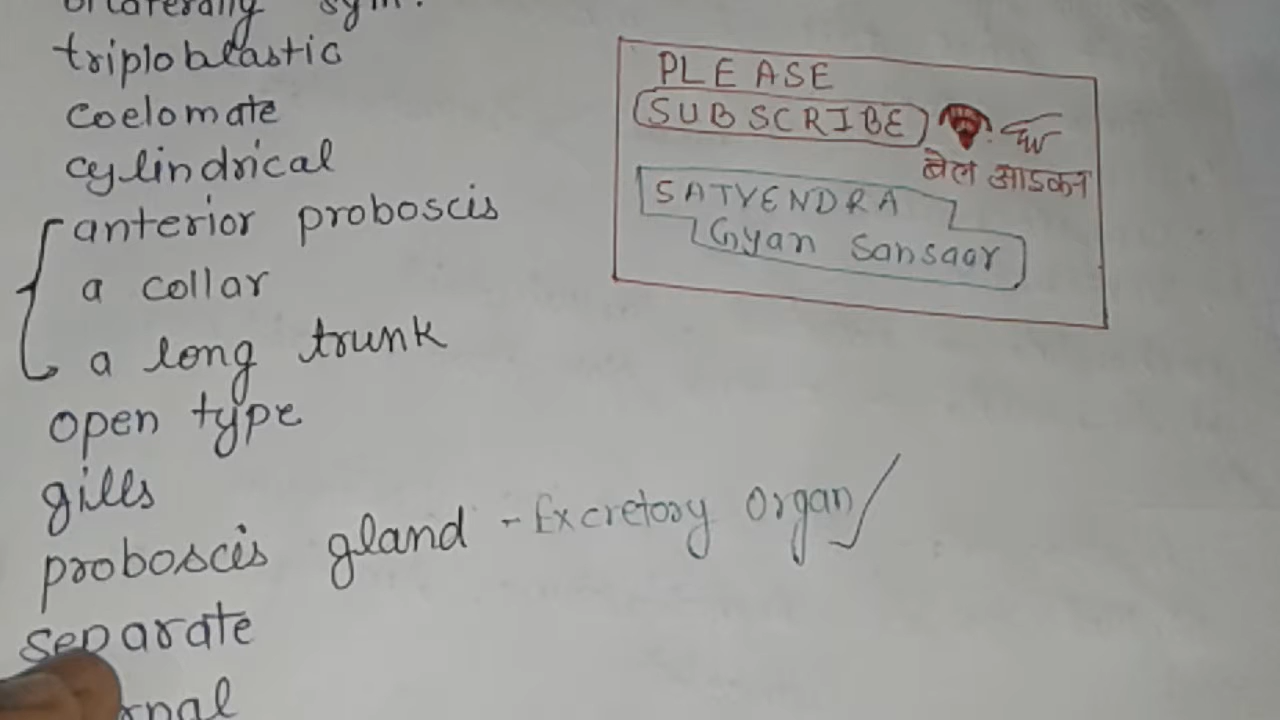 sym.
triploblastic
coelomate
cylindrical
anterior proboscis
a collar
a long trunk
open type
gills
proboscis gland - Excretory Organ
separate
PLEASE
SUBSCRIBE
बेल आइकन
SATYENDRA
Gyan Sansaar